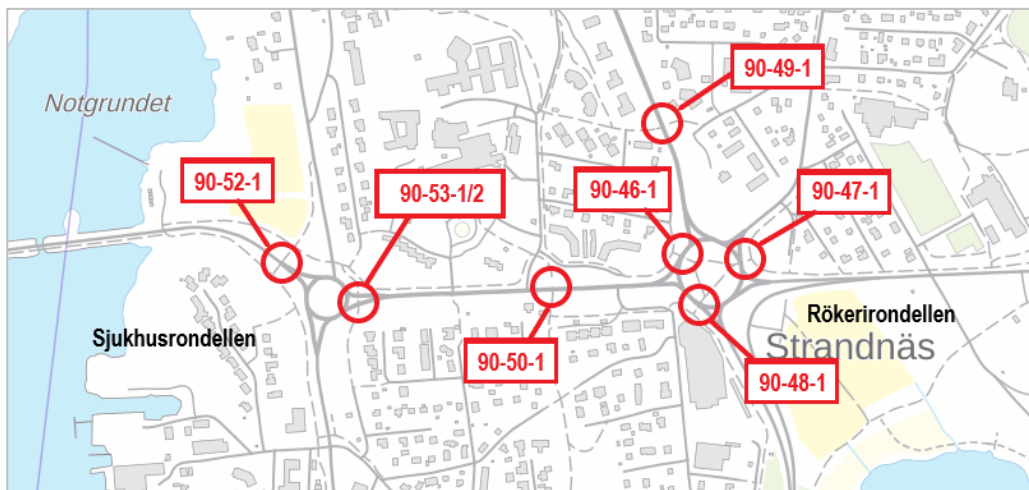 90-49-1
Notgrundet
90-52-1
90-53-1/2
90-46-1
90-47-1
Sjukhusrondellen
Rökerirondellen
Strandnäs
90-50-1
90-48-1